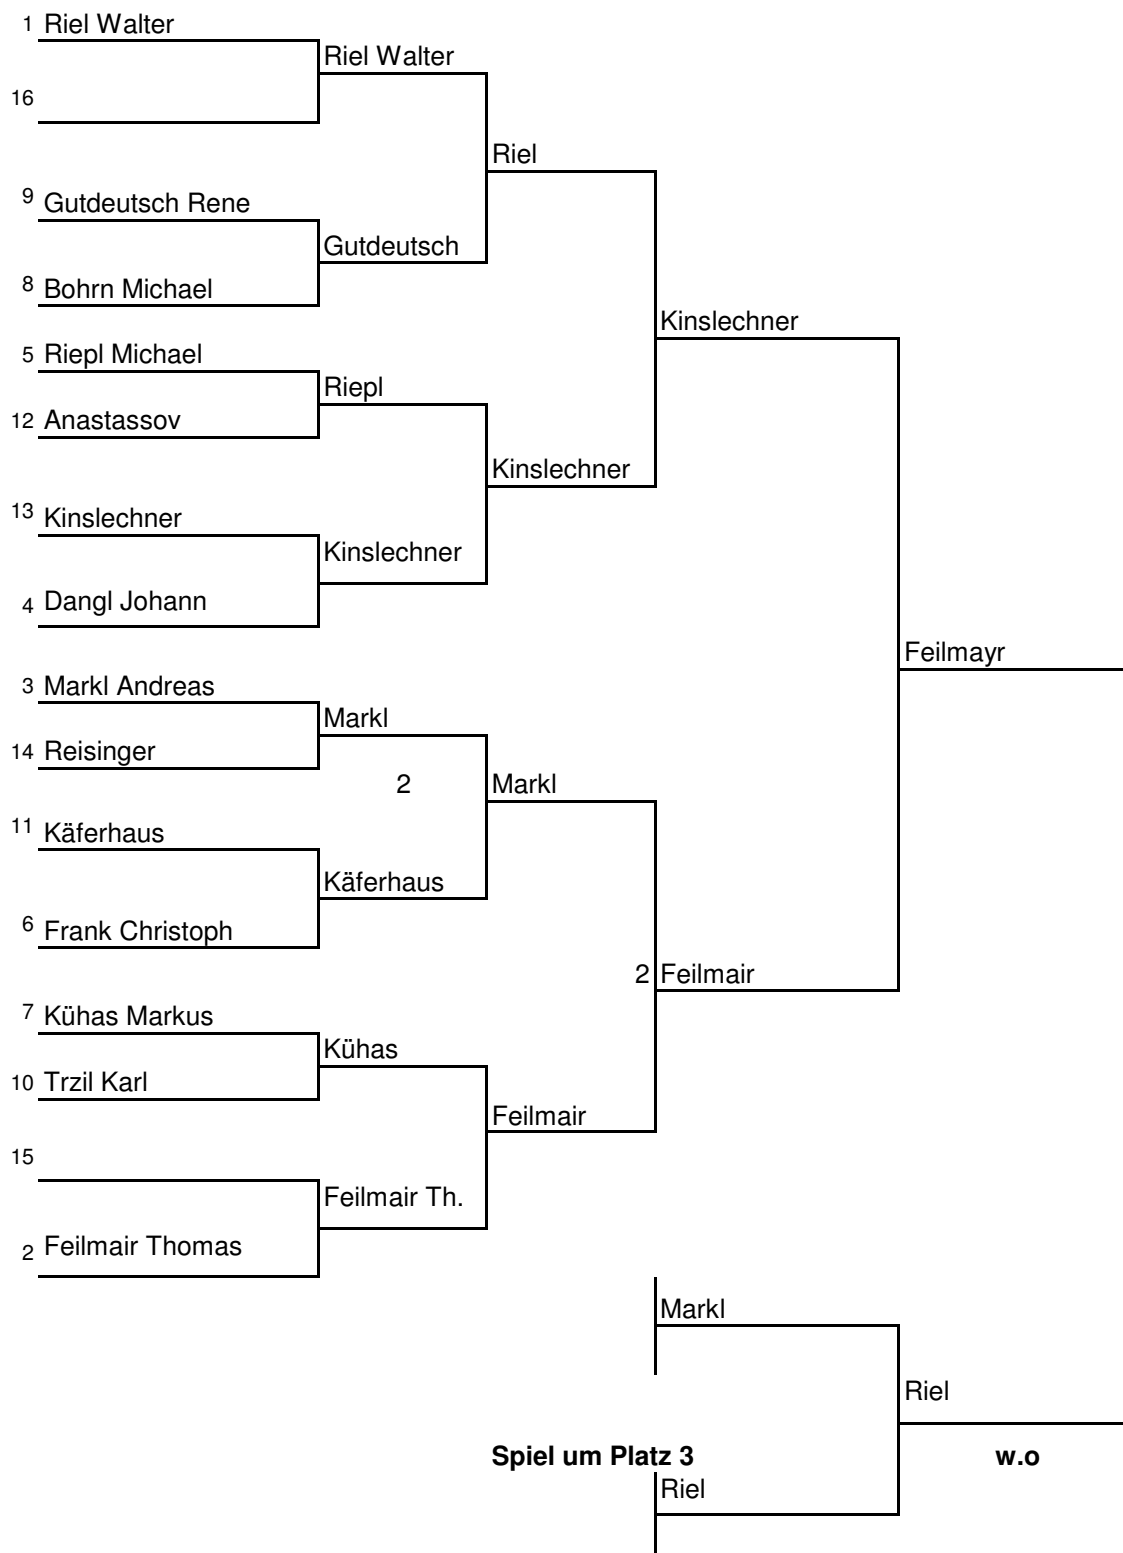 1 Riel Walter
Riel Walter
16
Riel
9 Gutdeutsch Rene
Gutdeutsch
8 Bohrn Michael
Kinslechner
5 Riepl Michael
Riepl
12 Anastassov
Kinslechner
13 Kinslechner
Kinslechner
4 Dangl Johann
Feilmayr
3 Markl Andreas
Markl
14 Reisinger
2 Markl
11 Käferhaus
Käferhaus
6 Frank Christoph
2 Feilmair
7 Kühas Markus
Kühas
10 Trzil Karl
Feilmair
15
Feilmair Th.
2 Feilmair Thomas
Markl
Riel
Spiel um Platz 3 w.o
Riel